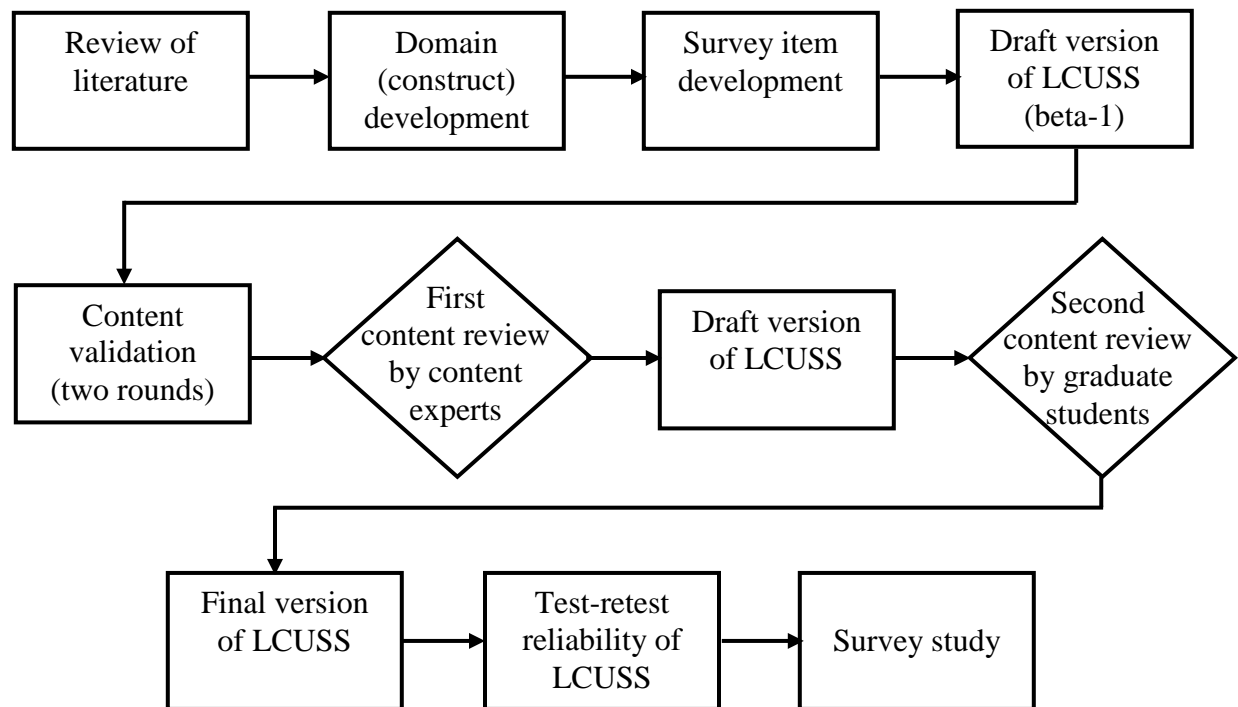 Review of
literature
Domain
(construct)
development
Survey item
development
Draft version
of LCUSS
(beta-1)
Content
validation
(two rounds)
First
content review
by content
experts
Draft version
of LCUSS
Second
content review
by graduate
students
Final version
of LCUSS
Test-retest
reliability of
LCUSS
Survey study